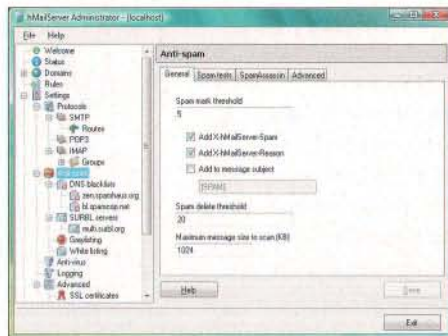 hMailServer Administrator - [localhost]
File Help
Welcome
Status
Domains
Rules
Settings
Protocols
SMTP
Routes
POP3
IMAP
Groups
Anti-spam
DNS blacklists
zen.spamhaus.org
bl.spamcop.net
SURBL servers
multi.surbl.org
Greylisting
White listing
Anti-virus
Logging
Advanced
SSL certificates
Anti-spam
General Spam tests SpamAssassin Advanced
Spam mark threshold
5
Add X-hMailServer-Spam
Add X-hMailServer-Reason
Add to message subject
[SPAM]
Spam delete threshold
20
Maximum message size to scan (KB)
1024
Help Save
Exit